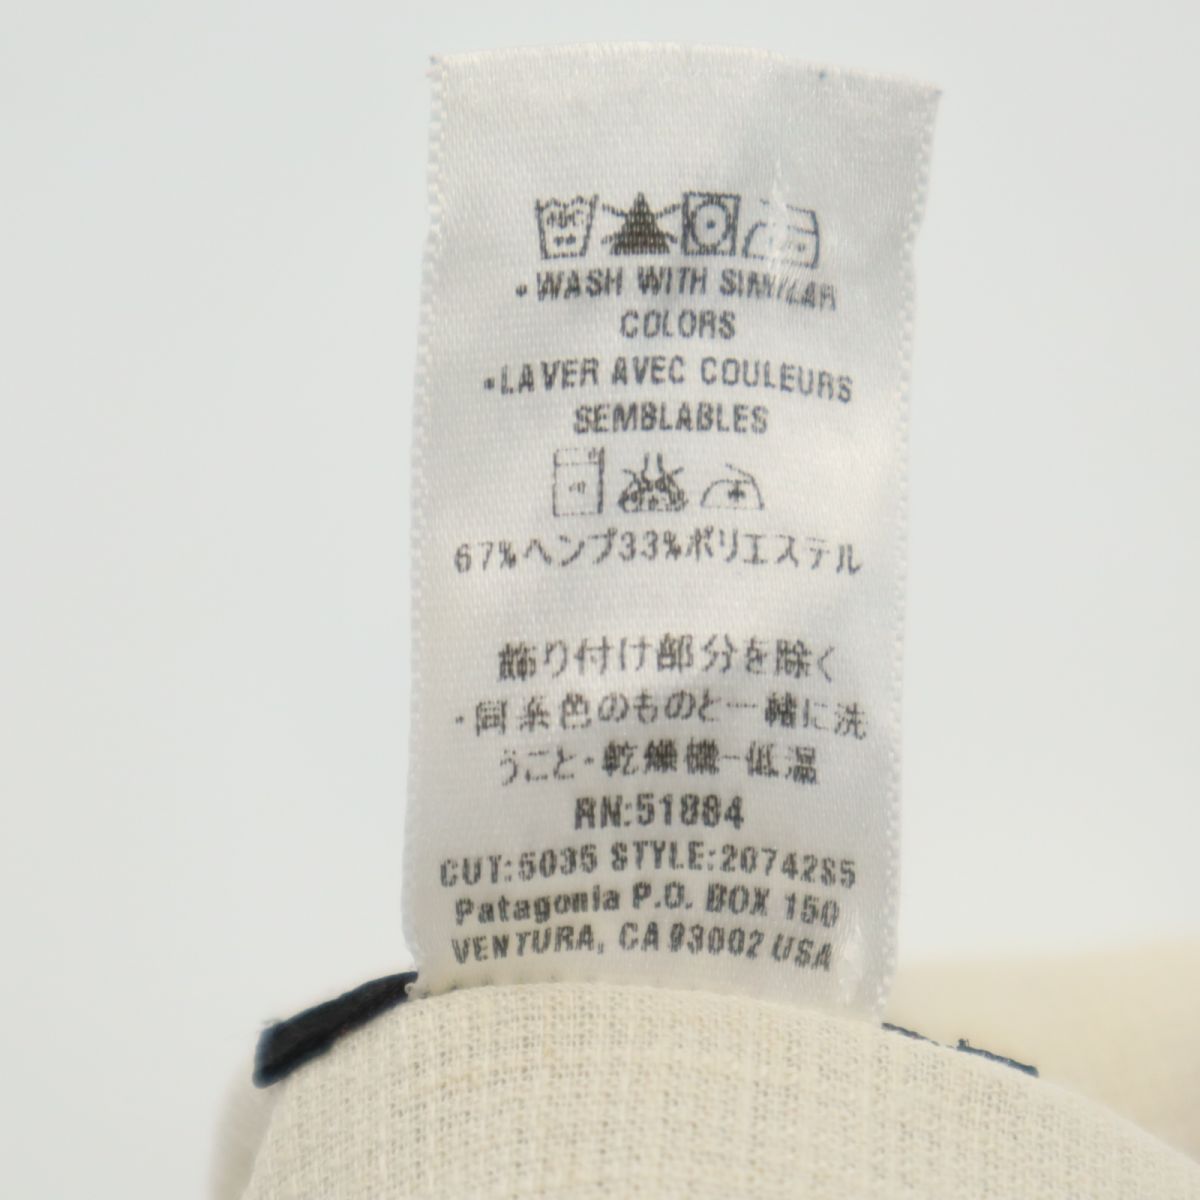 •WASH WITH SIMILAR
COLORS
•LAVER AVEC COULEURS
SEMBLABLES
67%ヘンプ33%ポリエステル
飾り付け部分を除く
・同系色のものと一緒に洗
うこと・乾燥機-低温
RN:51884
CUT:5035 STYLE:20742S5
Patagonia P.O. BOX 150
VENTURA, CA 93002 USA